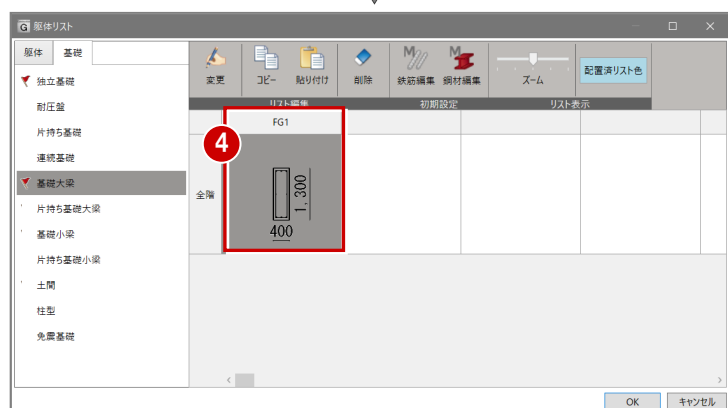 G 躯体リスト
躯体 基礎
変更 コピー 貼り付け 削除 鉄筋編集 鋼材編集 ズーム 配置済リスト色
リスト編集 初期設定 リスト表示
独立基礎
耐圧盤
片持ち基礎
連続基礎
基礎大梁
片持ち基礎大梁
基礎小梁
片持ち基礎小梁
土間
柱型
免震基礎
FG1
4
全階
1,300
400
OK キャンセル